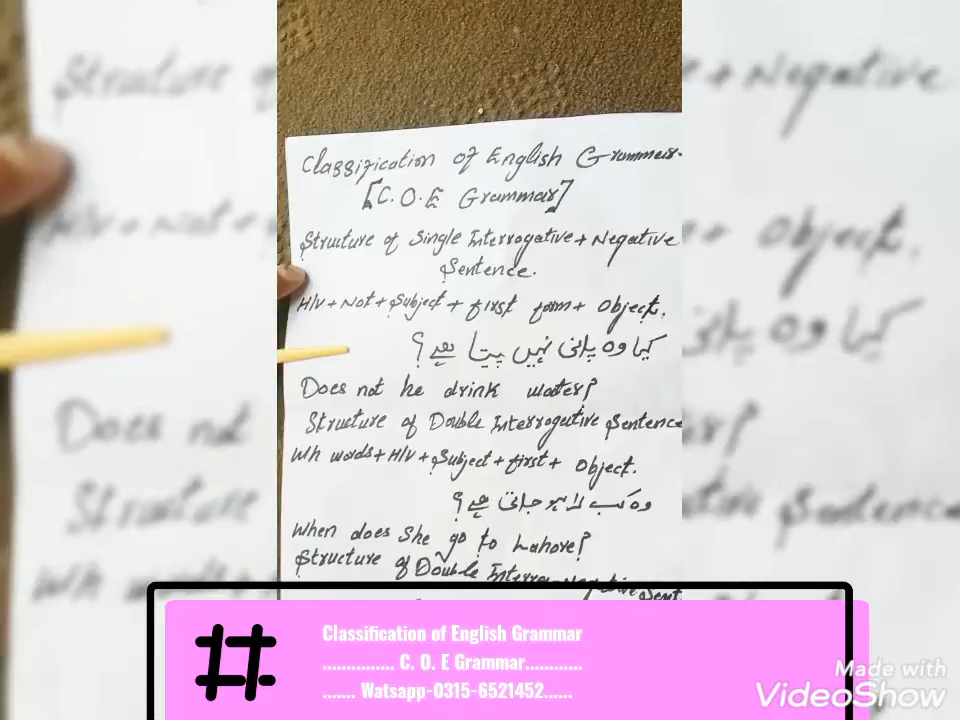 Classification of English Grammar.
[C. O. E Grammar]
Structure of Single Interrogative + Negative
Sentence.
H/v + Not + Subject + first form + Object.
کیا وہ پانی نہیں پیتا ہے؟
Does not he drink water?
Structure of Double Interrogative Sentence
Wh words + H/v + Subject + first + Object.
وہ کب لاہور جاتی ہے؟
When does She go to Lahore?
Structure of Double Interro Negative Sent
Classification of English Grammar
............... C. O. E Grammar............
....... Watsapp-0315-6521452......
Made with
VideoShow